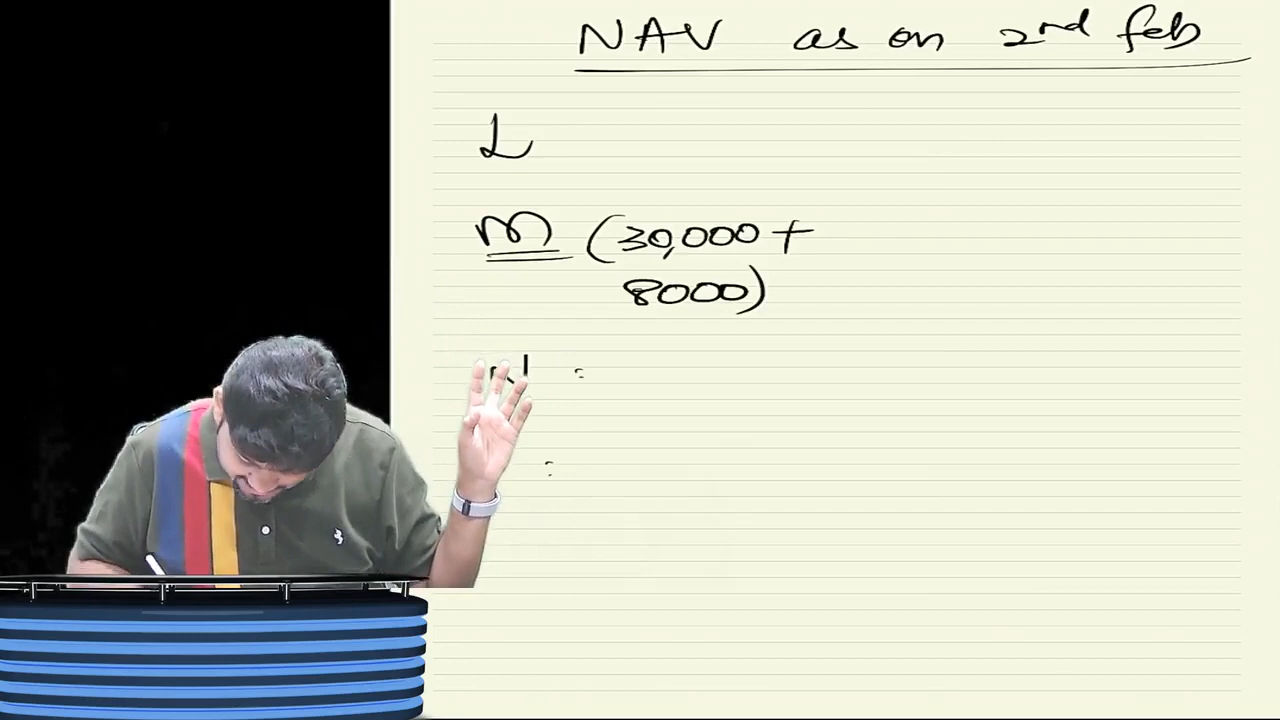 NAV as on 2nd feb
L
M (30,000 +
8000)
N :
: